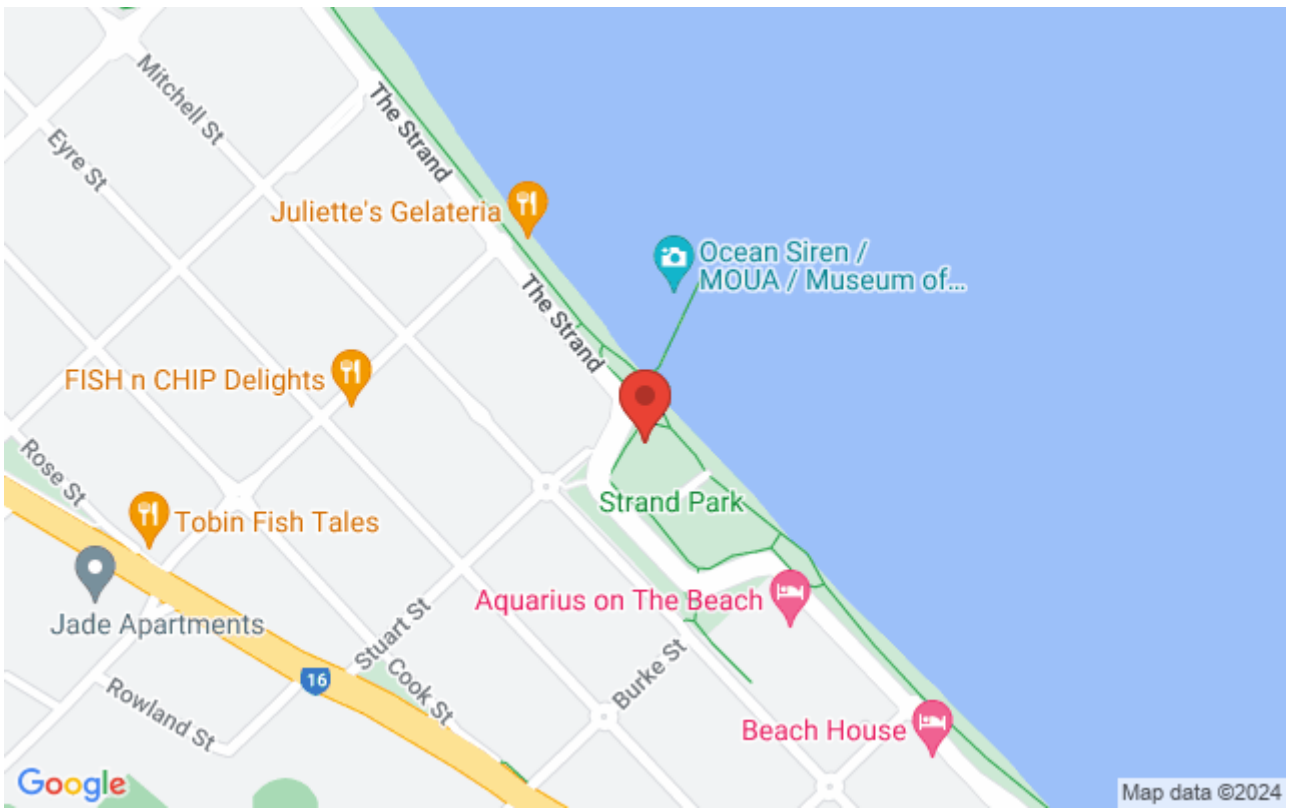 Mitchell St
The Strand
Eyre St
Juliette's Gelateria
Ocean Siren /
MOUA / Museum of...
The Strand
FISH n CHIP Delights
Rose St
Strand Park
Tobin Fish Tales
Aquarius on The Beach
Jade Apartments
Stuart St
Cook St
Burke St
16
Rowland St
Beach House
Google
Map data ©2024